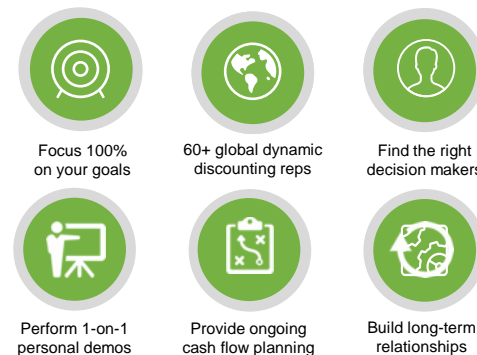 Focus 100%
on your goals
60+ global dynamic
discounting reps
Find the right
decision makers
Perform 1-on-1
personal demos
Provide ongoing
cash flow planning
Build long-term
relationships